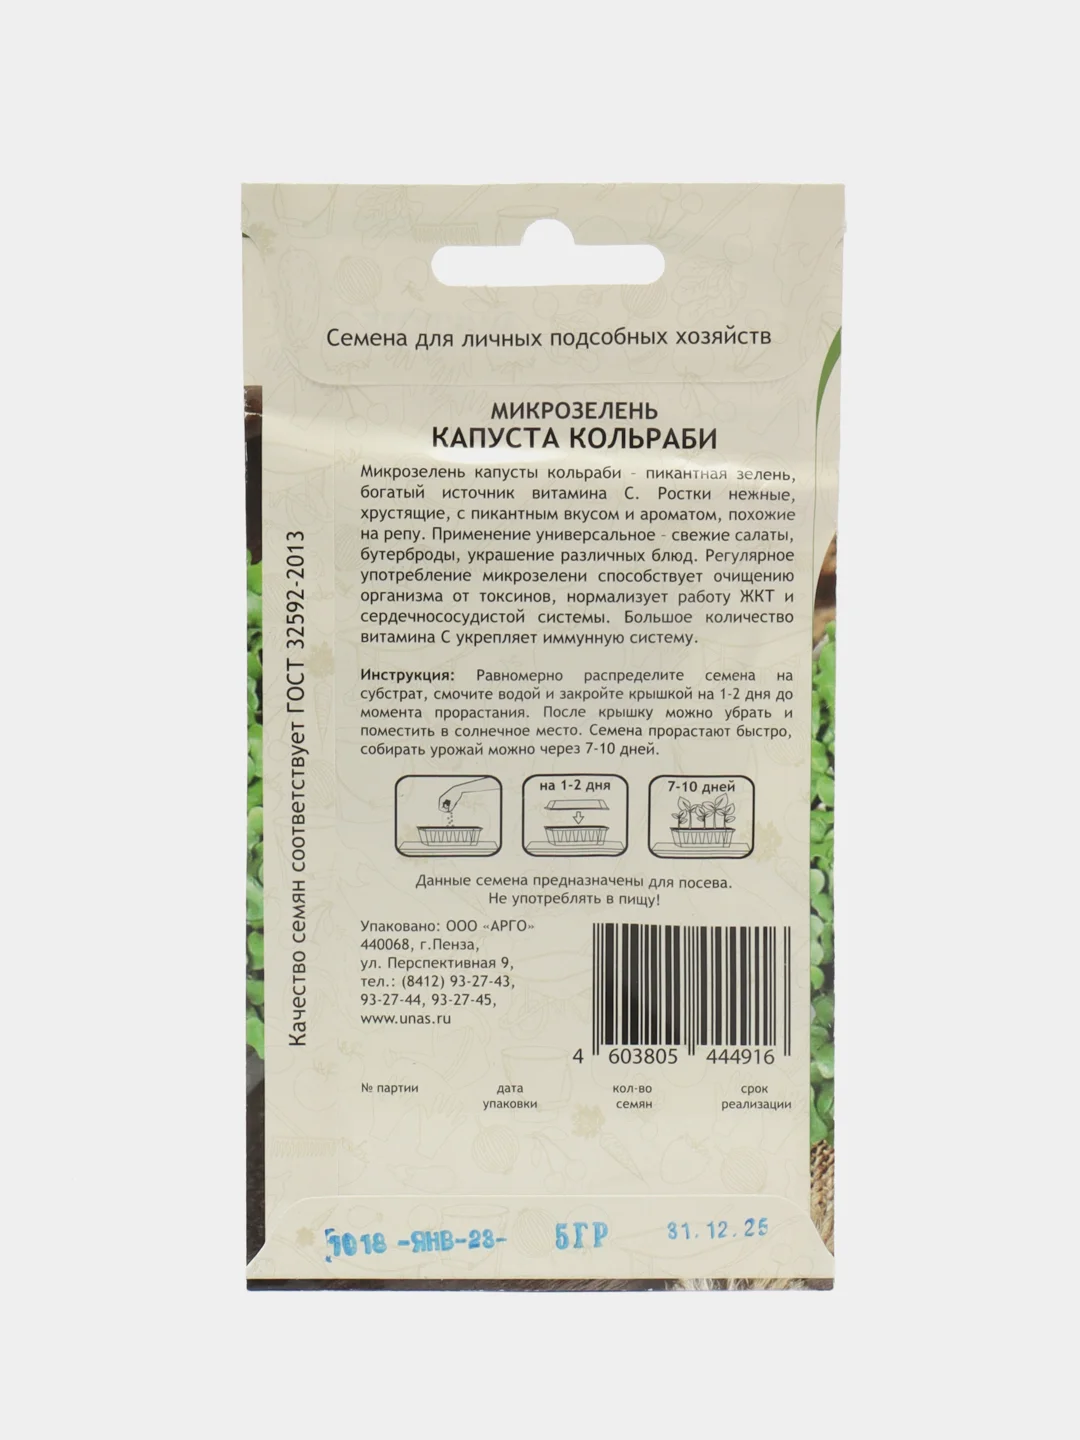 Семена для личных подсобных хозяйств
МИКРОЗЕЛЕНЬ
КАПУСТА КОЛЬРАБИ
Микрозелень капусты кольраби - пикантная зелень,
богатый источник витамина С. Ростки нежные,
хрустящие, с пикантным вкусом и ароматом, похожие
на репу. Применение универсальное - свежие салаты,
бутерброды, украшение различных блюд. Регулярное
употребление микрозелени способствует очищению
организма от токсинов, нормализует работу ЖКТ и
сердечнососудистой системы. Большое количество
витамина С укрепляет иммунную систему.
Инструкция: Равномерно распределите семена на
субстрат, смочите водой и закройте крышкой на 1-2 дня до
момента прорастания. После крышку можно убрать и
поместить в солнечное место. Семена прорастают быстро,
собирать урожай можно через 7-10 дней.
на 1-2 дня
7-10 дней
Данные семена предназначены для посева.
Не употреблять в пищу!
Упаковано: ООО «АРГО»
440068, г.Пенза,
ул. Перспективная 9,
тел.: (8412) 93-27-43,
93-27-44, 93-27-45,
www.unas.ru
4 603805 444916
№ партии
дата
упаковки
кол-во
семян
срок
реализации
-ЯНВ-23- 5ГР 31.12.25
Качество семян соответствует ГОСТ 32592-2013